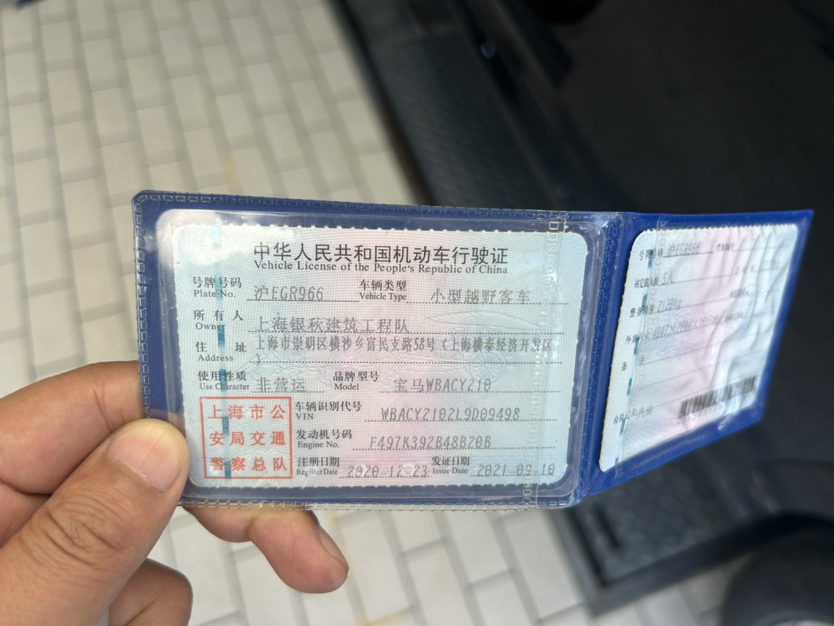 中华人民共和国机动车行驶证
Vehicle License of the People's Republic of China
号牌号码 沪FGR966 车辆类型 小型越野客车
Plate No. Vehicle Type
所有人 上海银秋建筑工程队
Owner
住址 上海市崇明区横沙乡富民支路58号（上海横泰经济开发区
Address ）
使用性质 非营运 品牌型号 宝马WBACY210
Use Character Model
上海市公
安局交通
警察总队
车辆识别代号 WBACY2102L9D09498
VIN
发动机号码 F497K392B48B20B
Engine No.
注册日期 2020-12-23 发证日期 2021-09-10
Register Date Issue Date